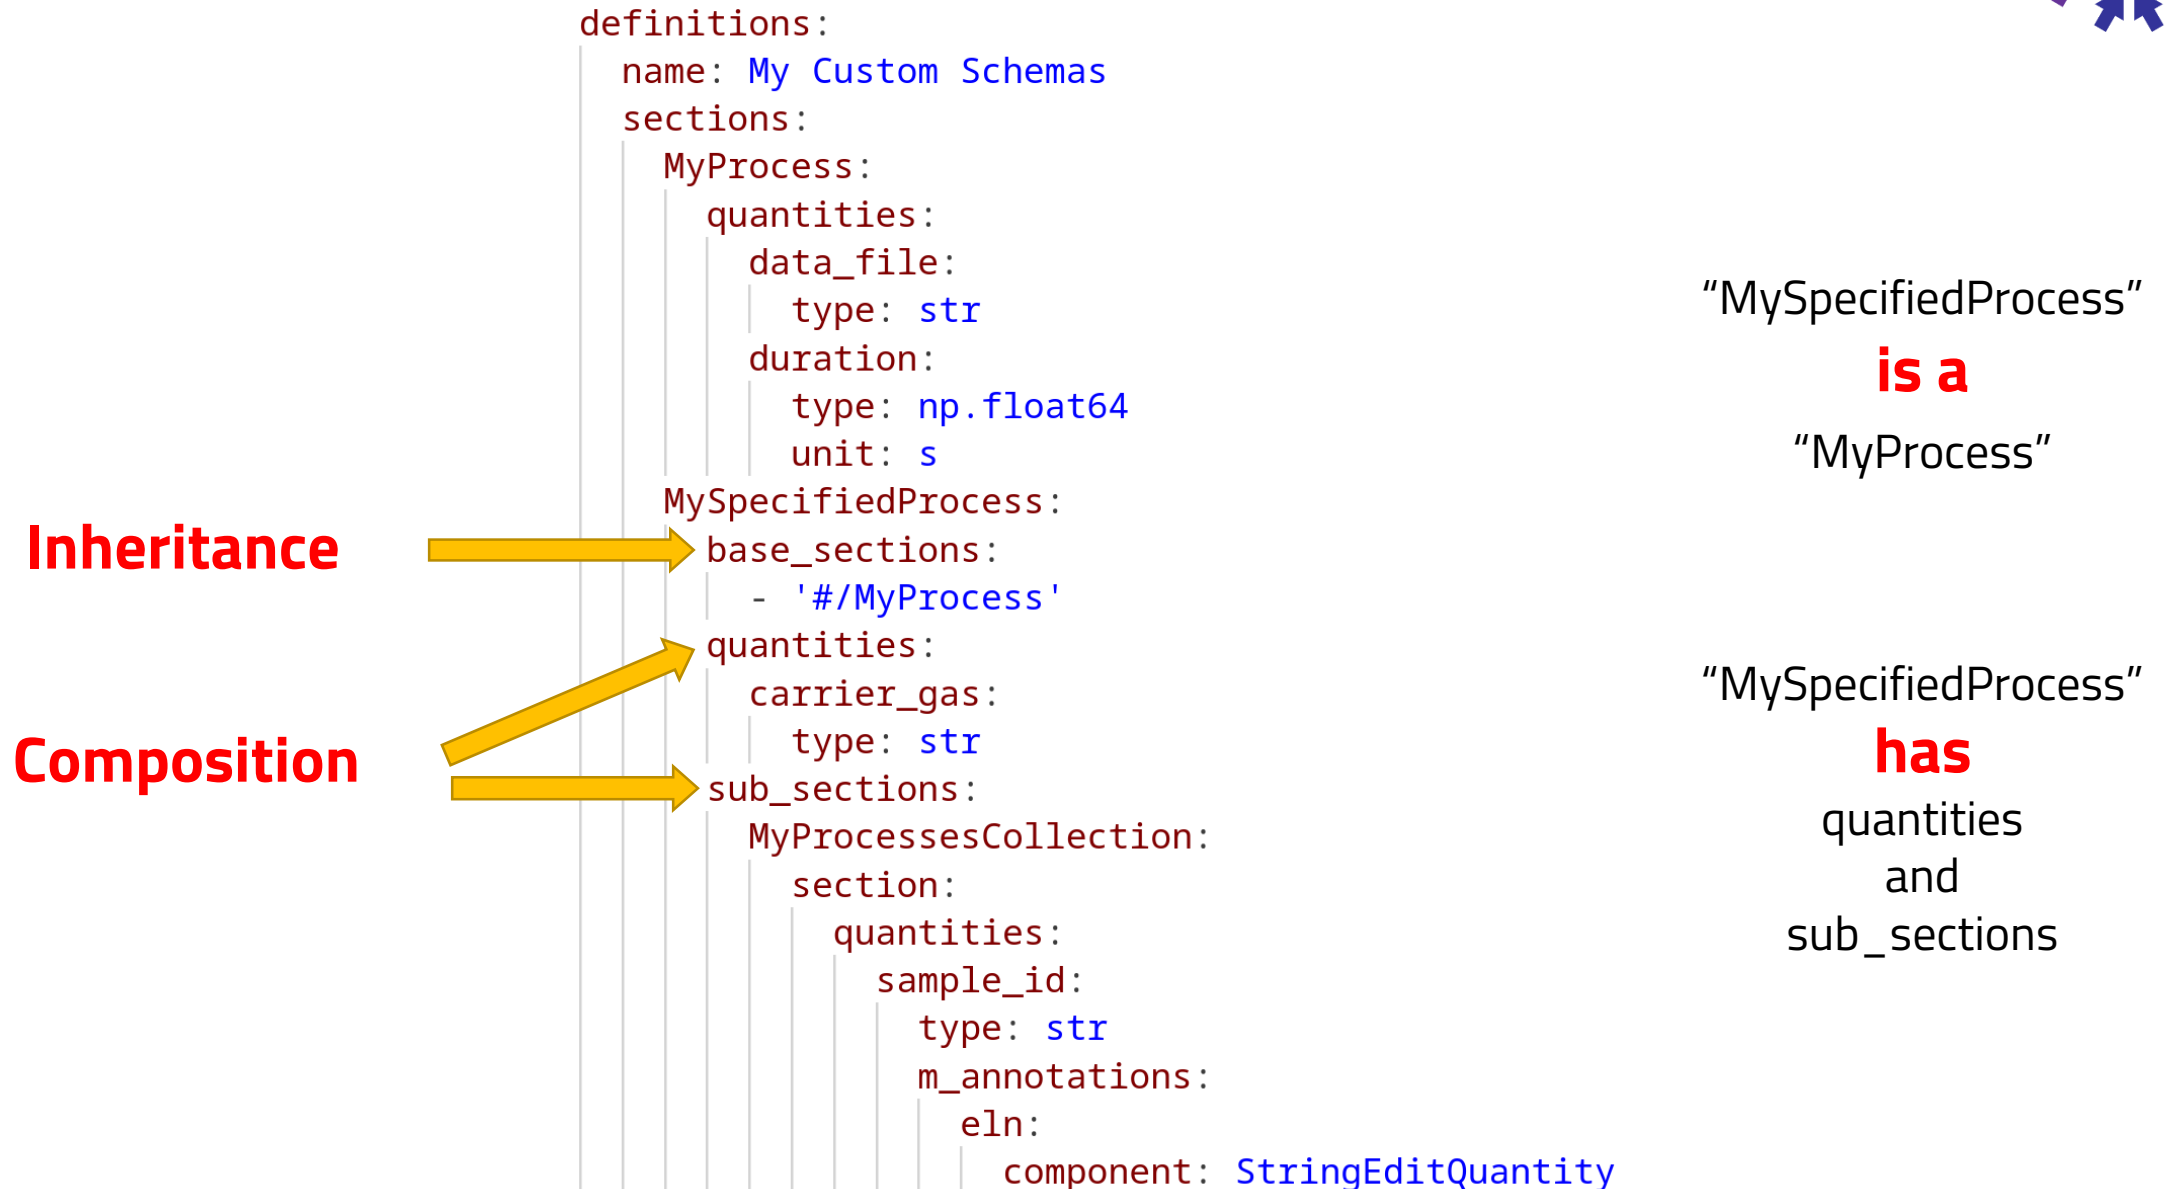 definitions:
name: My Custom Schemas
sections:
MyProcess:
quantities:
data_file:
type: str
duration:
type: np.float64
unit: s
MySpecifiedProcess:
base_sections:
- '#/MyProcess'
quantities:
carrier_gas:
type: str
sub_sections:
MyProcessesCollection:
section:
quantities:
sample_id:
type: str
m_annotations:
eln:
component: StringEditQuantity
Inheritance
Composition
“MySpecifiedProcess”
is a
“MyProcess”
“MySpecifiedProcess”
has
quantities
and
sub_sections